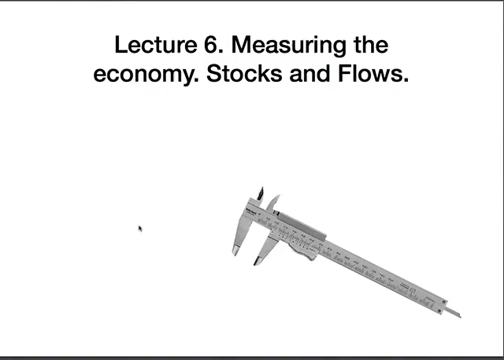 Lecture 6. Measuring the
economy. Stocks and Flows.